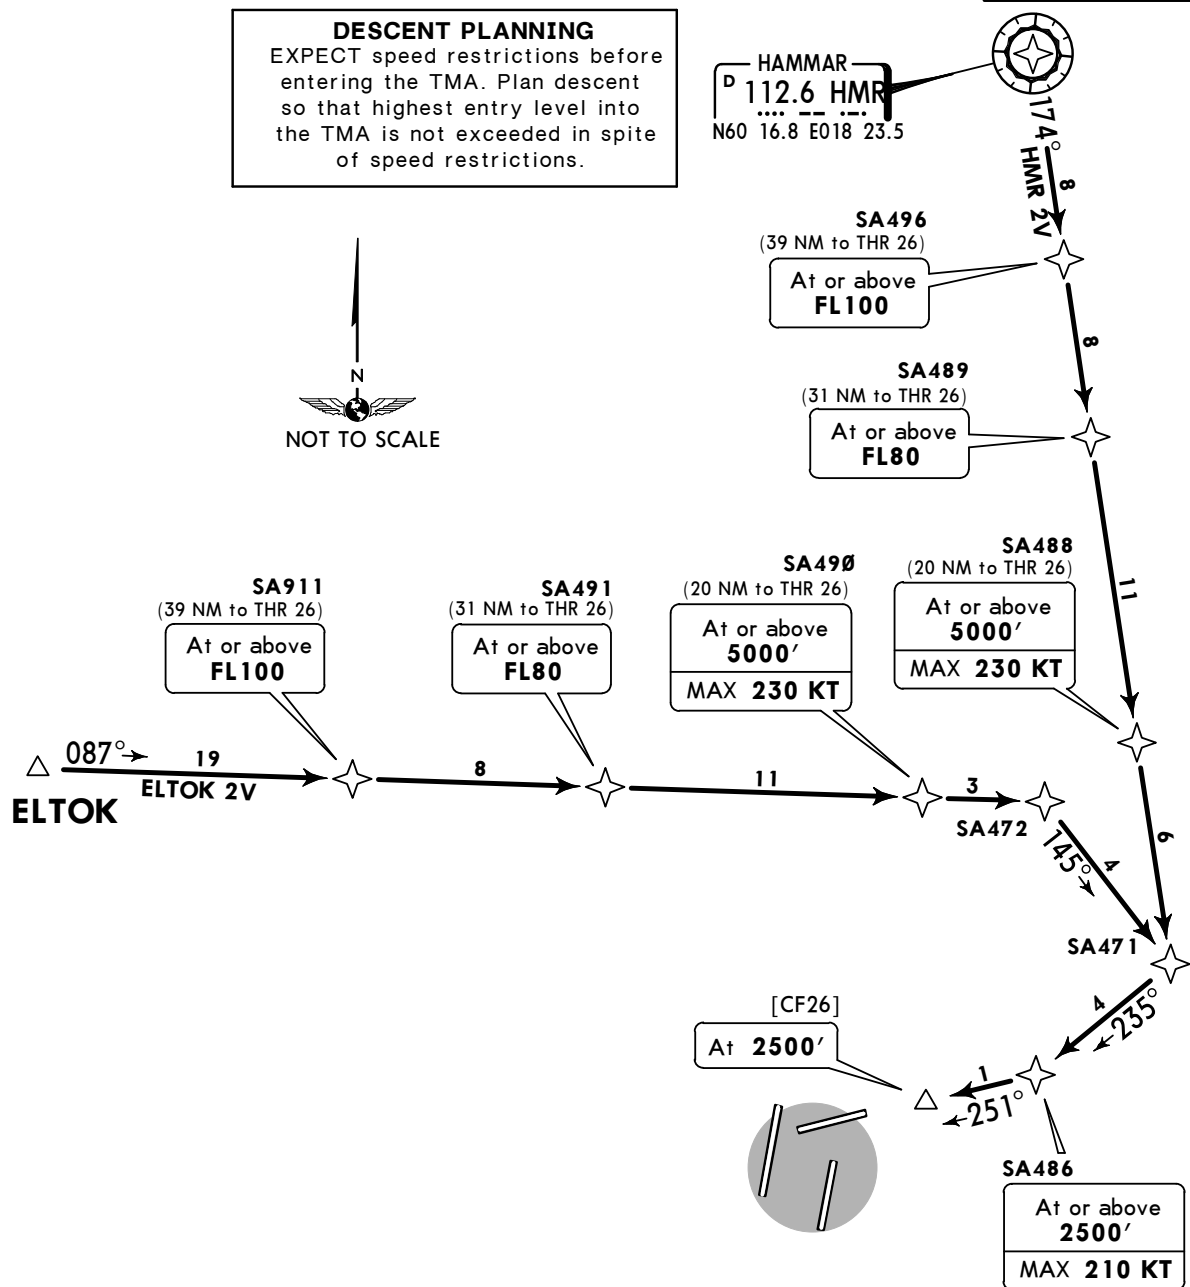 DESCENT PLANNING
EXPECT speed restrictions before
entering the TMA. Plan descent
so that highest entry level into
the TMA is not exceeded in spite
of speed restrictions.
HAMMAR
D 112.6 HMR
N60 16.8 E018 23.5
174°
8
HMR 2V
SA496
(39 NM to THR 26)
At or above
FL100
8
N
NOT TO SCALE
SA489
(31 NM to THR 26)
At or above
FL80
11
SA488
(20 NM to THR 26)
At or above
5000'
MAX 230 KT
SA490
(20 NM to THR 26)
At or above
5000'
MAX 230 KT
SA491
(31 NM to THR 26)
At or above
FL80
SA911
(39 NM to THR 26)
At or above
FL100
ELTOK
087°
19
ELTOK 2V
8
11
3
SA472
145°
4
6
SA471
4
235°
[CF26]
At 2500'
1
251°
SA486
At or above
2500'
MAX 210 KT